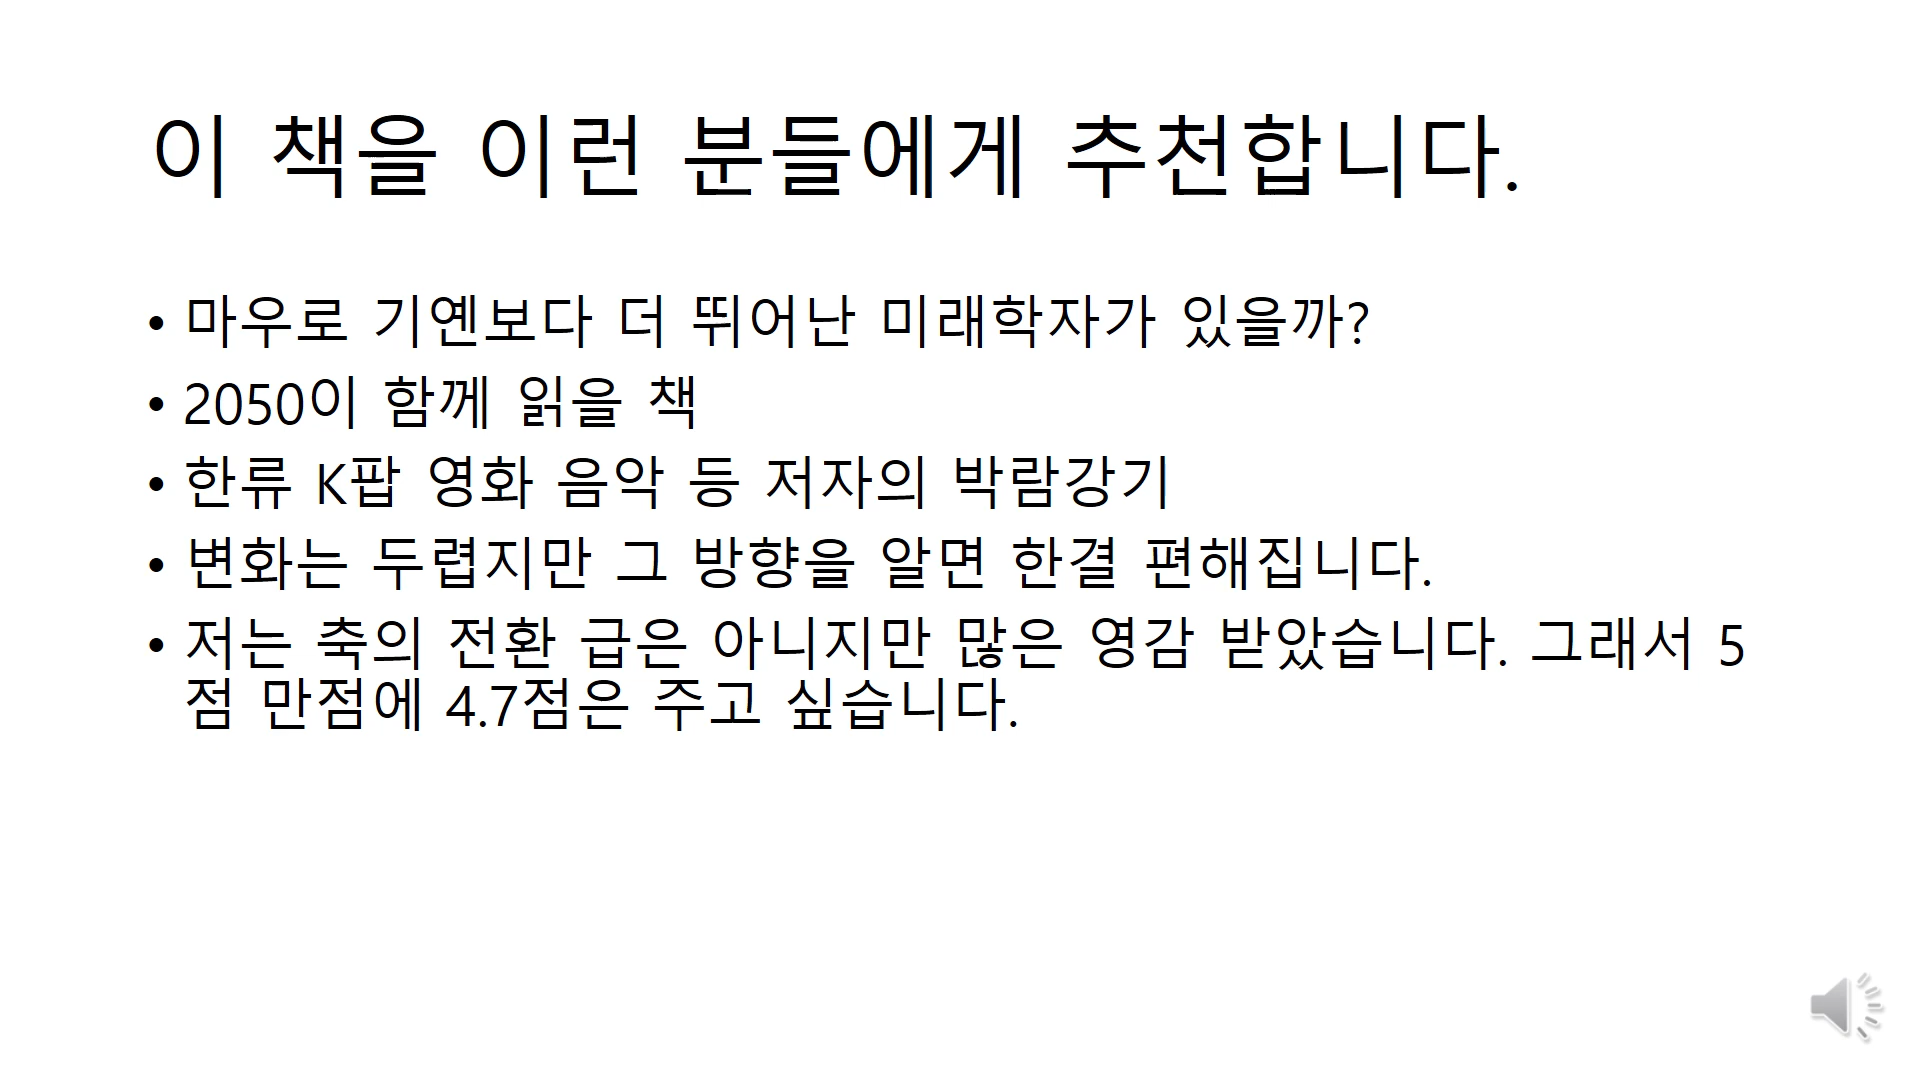 이 책을 이런 분들에게 추천합니다.
• 마우로 기옌보다 더 뛰어난 미래학자가 있을까?
• 2050이 함께 읽을 책
• 한류 K팝 영화 음악 등 저자의 박람강기
• 변화는 두렵지만 그 방향을 알면 한결 편해집니다.
• 저는 축의 전환 급은 아니지만 많은 영감 받았습니다. 그래서 5
점 만점에 4.7점은 주고 싶습니다.